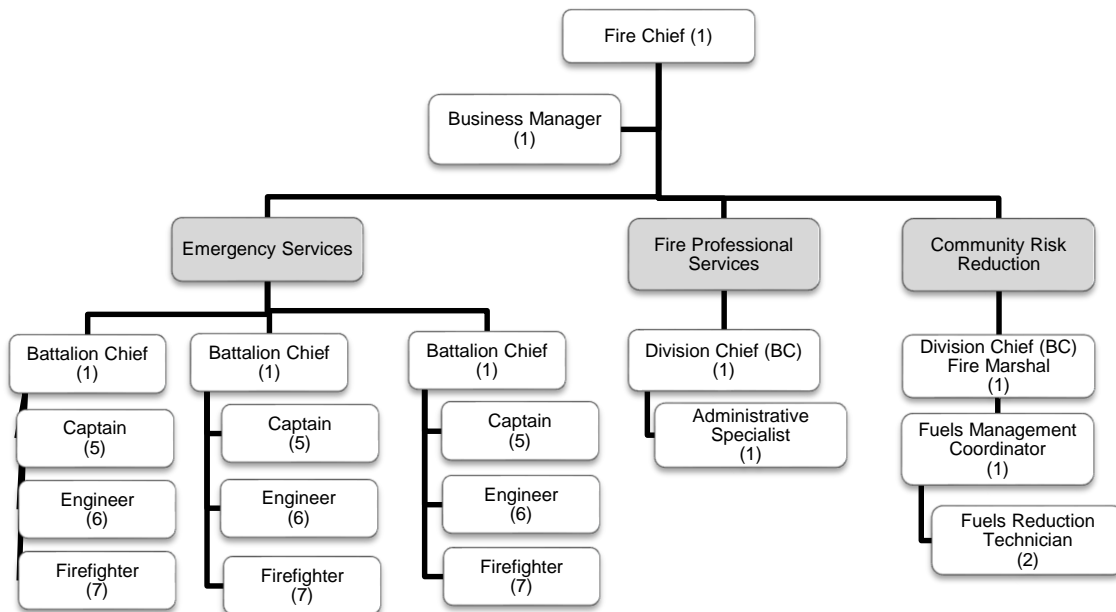 Fire Chief (1)
Business Manager
(1)
Emergency Services
Fire Professional
Services
Community Risk
Reduction
Battalion Chief
(1)
Captain
(5)
Engineer
(6)
Firefighter
(7)
Battalion Chief
(1)
Captain
(5)
Engineer
(6)
Firefighter
(7)
Battalion Chief
(1)
Captain
(5)
Engineer
(6)
Firefighter
(7)
Division Chief (BC)
(1)
Administrative
Specialist
(1)
Division Chief (BC)
Fire Marshal
(1)
Fuels Management
Coordinator
(1)
Fuels Reduction
Technician
(2)